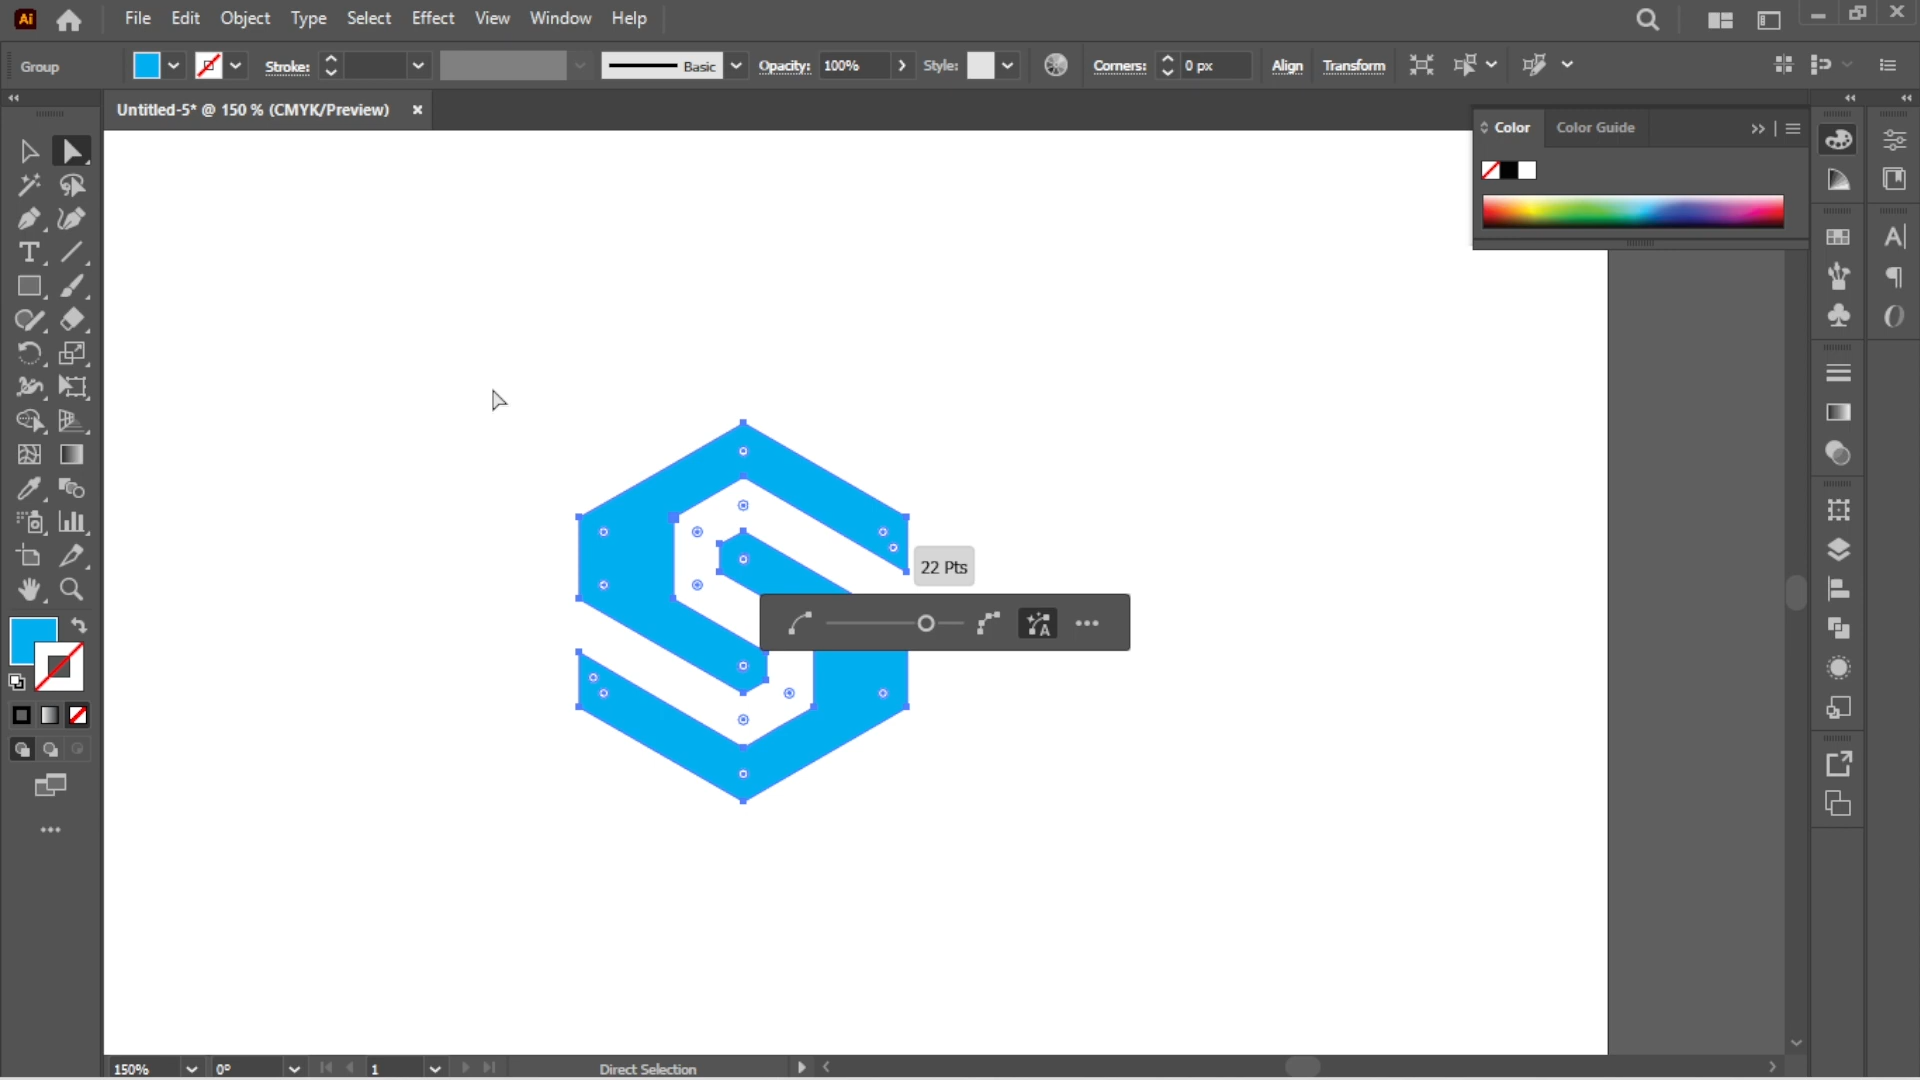 Ai File Edit Object Type Select Effect View Window Help
Group Stroke: Basic Opacity: 100% Style: Corners: 0 px Align Transform
Untitled-5* @ 150 % (CMYK/Preview)
Color Color Guide
22 Pts
150% 0° 1 Direct Selection